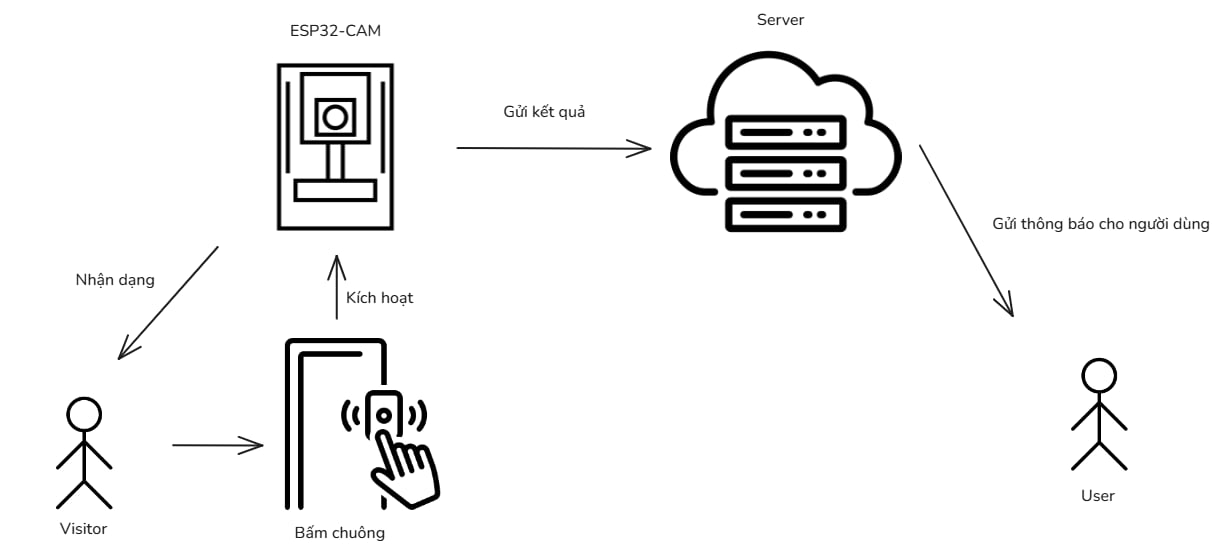 Server
ESP32-CAM
Gửi kết quả
Gửi thông báo cho người dùng
Nhận dạng
Kích hoạt
User
Visitor
Bấm chuông